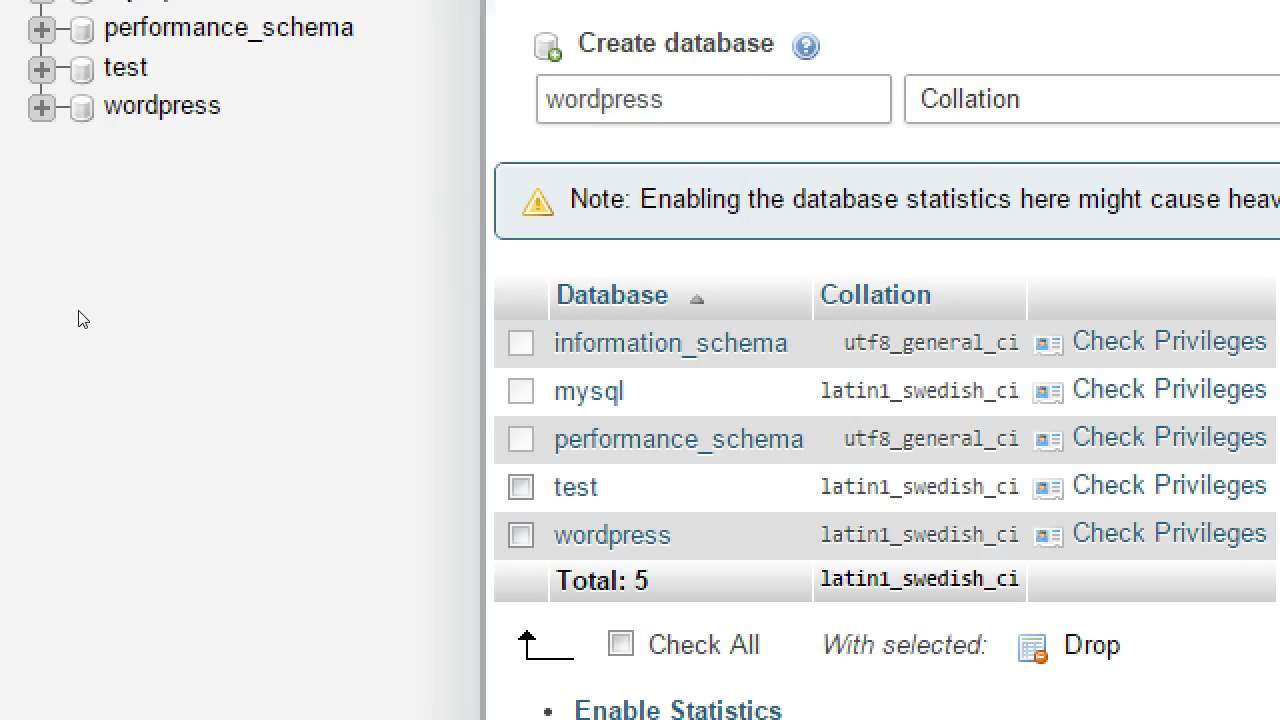 performance_schema
test
wordpress
Create database
wordpress
Collation
Note: Enabling the database statistics here might cause heav
Database Collation
information_schema utf8_general_ci Check Privileges
mysql latin1_swedish_ci Check Privileges
performance_schema utf8_general_ci Check Privileges
test latin1_swedish_ci Check Privileges
wordpress latin1_swedish_ci Check Privileges
Total: 5 latin1_swedish_ci
Check All With selected: Drop
• Enable Statistics